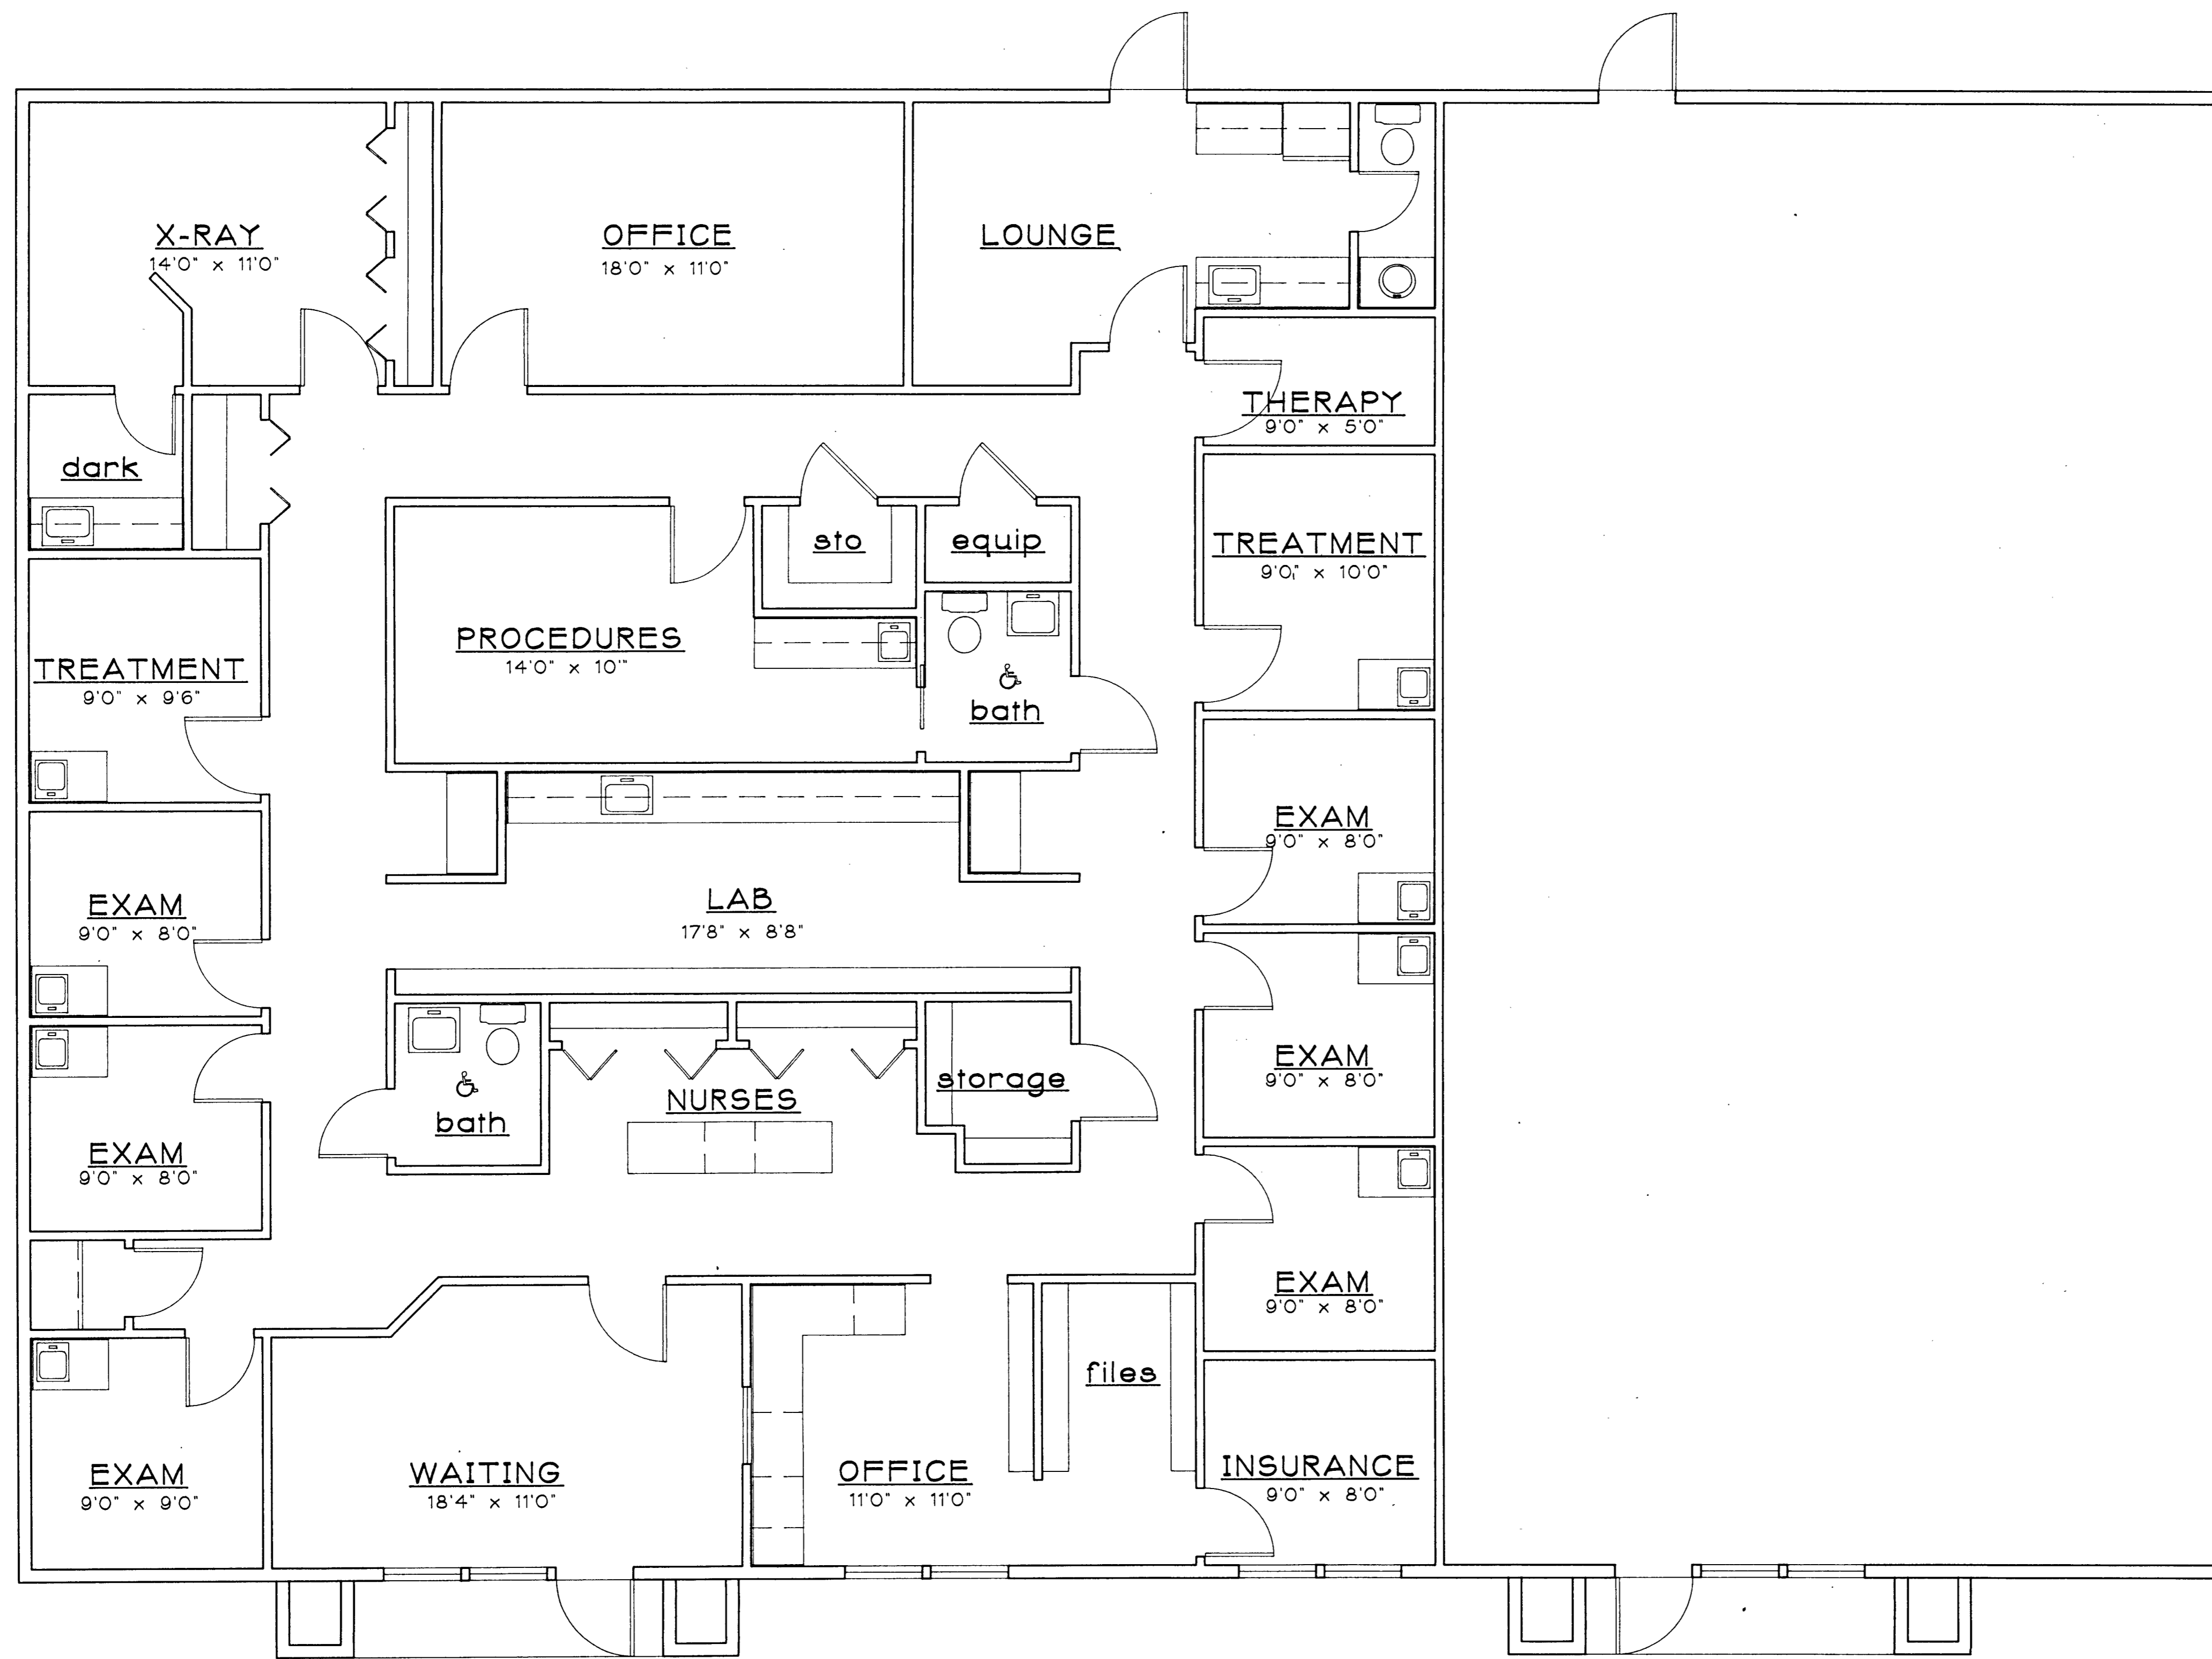 X-RAY
14'0" x 11'0"
OFFICE
18'0" x 11'0"
LOUNGE
THERAPY
9'0" x 5'0"
dark
sto
equip
TREATMENT
9'0" x 10'0"
PROCEDURES
14'0" x 10'"
TREATMENT
9'0" x 9'6"
bath
EXAM
9'0" x 8'0"
EXAM
9'0" x 8'0"
LAB
17'8" x 8'8"
EXAM
9'0" x 8'0"
storage
NURSES
bath
EXAM
9'0" x 8'0"
EXAM
9'0" x 8'0"
files
EXAM
9'0" x 9'0"
WAITING
18'4" x 11'0"
OFFICE
11'0" x 11'0"
INSURANCE
9'0" x 8'0"